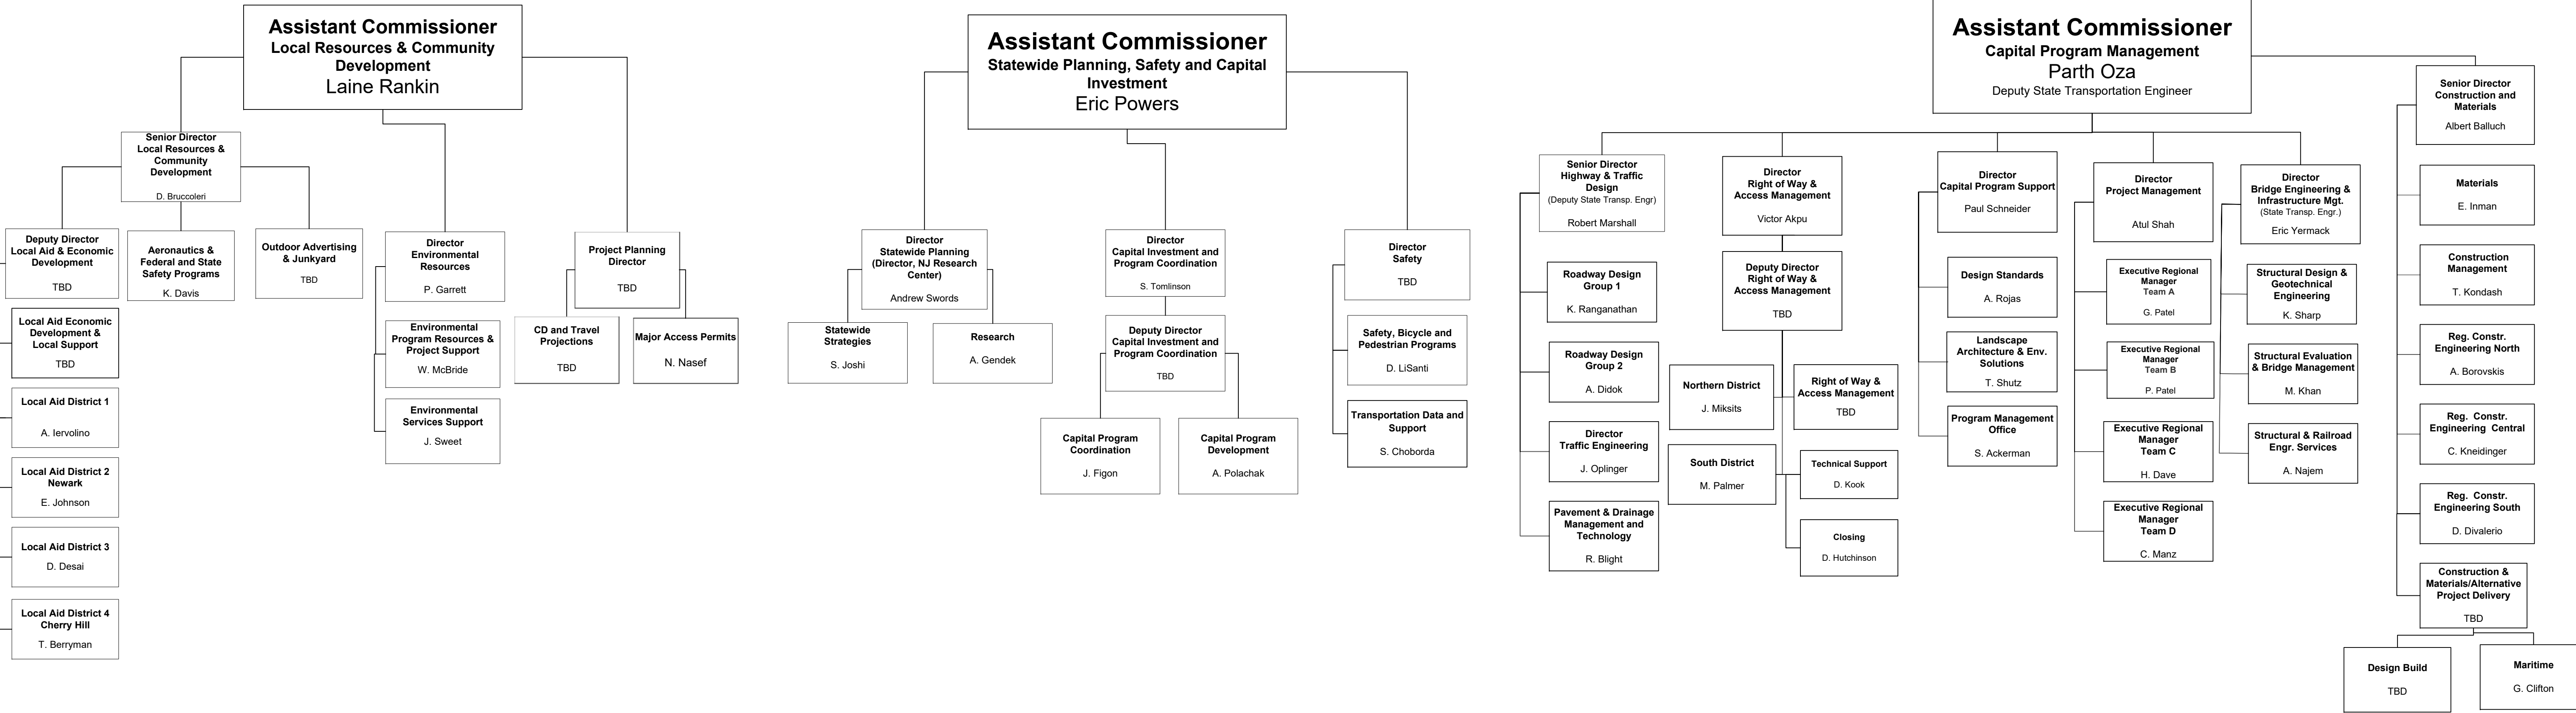 Assistant Commissioner
Local Resources & Community
Development
Laine Rankin
Senior Director
Local Resources &
Community
Development
D. Bruccoleri
Deputy Director
Local Aid & Economic
Development
TBD
Aeronautics &
Federal and State
Safety Programs
K. Davis
Outdoor Advertising
& Junkyard
TBD
Local Aid Economic
Development &
Local Support
TBD
Local Aid District 1
A. Iervolino
Local Aid District 2
Newark
E. Johnson
Local Aid District 3
D. Desai
Local Aid District 4
Cherry Hill
T. Berryman
Director
Environmental
Resources
P. Garrett
Environmental
Program Resources &
Project Support
W. McBride
Environmental
Services Support
J. Sweet
Project Planning
Director
TBD
CD and Travel
Projections
TBD
Major Access Permits
N. Nasef
Assistant Commissioner
Statewide Planning, Safety and Capital
Investment
Eric Powers
Director
Statewide Planning
(Director, NJ Research
Center)
Andrew Swords
Statewide
Strategies
S. Joshi
Research
A. Gendek
Director
Capital Investment and
Program Coordination
S. Tomlinson
Deputy Director
Capital Investment and
Program Coordination
TBD
Capital Program
Coordination
J. Figon
Capital Program
Development
A. Polachak
Director
Safety
TBD
Safety, Bicycle and
Pedestrian Programs
D. LiSanti
Transportation Data and
Support
S. Choborda
Assistant Commissioner
Capital Program Management
Parth Oza
Deputy State Transportation Engineer
Senior Director
Highway & Traffic
Design
(Deputy State Transp. Engr)
Robert Marshall
Roadway Design
Group 1
K. Ranganathan
Roadway Design
Group 2
A. Didok
Director
Traffic Engineering
J. Oplinger
Pavement & Drainage
Management and
Technology
R. Blight
Director
Right of Way &
Access Management
Victor Akpu
Deputy Director
Right of Way &
Access Management
TBD
Northern District
J. Miksits
Right of Way &
Access Management
TBD
South District
M. Palmer
Technical Support
D. Kook
Closing
D. Hutchinson
Director
Capital Program Support
Paul Schneider
Design Standards
A. Rojas
Landscape
Architecture & Env.
Solutions
T. Shutz
Program Management
Office
S. Ackerman
Director
Project Management
Atul Shah
Executive Regional
Manager
Team A
G. Patel
Executive Regional
Manager
Team B
P. Patel
Executive Regional
Manager
Team C
H. Dave
Executive Regional
Manager
Team D
C. Manz
Director
Bridge Engineering &
Infrastructure Mgt.
(State Transp. Engr.)
Eric Yermack
Structural Design &
Geotechnical
Engineering
K. Sharp
Structural Evaluation
& Bridge Management
M. Khan
Structural & Railroad
Engr. Services
A. Najem
Senior Director
Construction and
Materials
Albert Balluch
Materials
E. Inman
Construction
Management
T. Kondash
Reg. Constr.
Engineering North
A. Borovskis
Reg. Constr.
Engineering Central
C. Kneidinger
Reg. Constr.
Engineering South
D. Divalerio
Construction &
Materials/Alternative
Project Delivery
TBD
Design Build
TBD
Maritime
G. Clifton